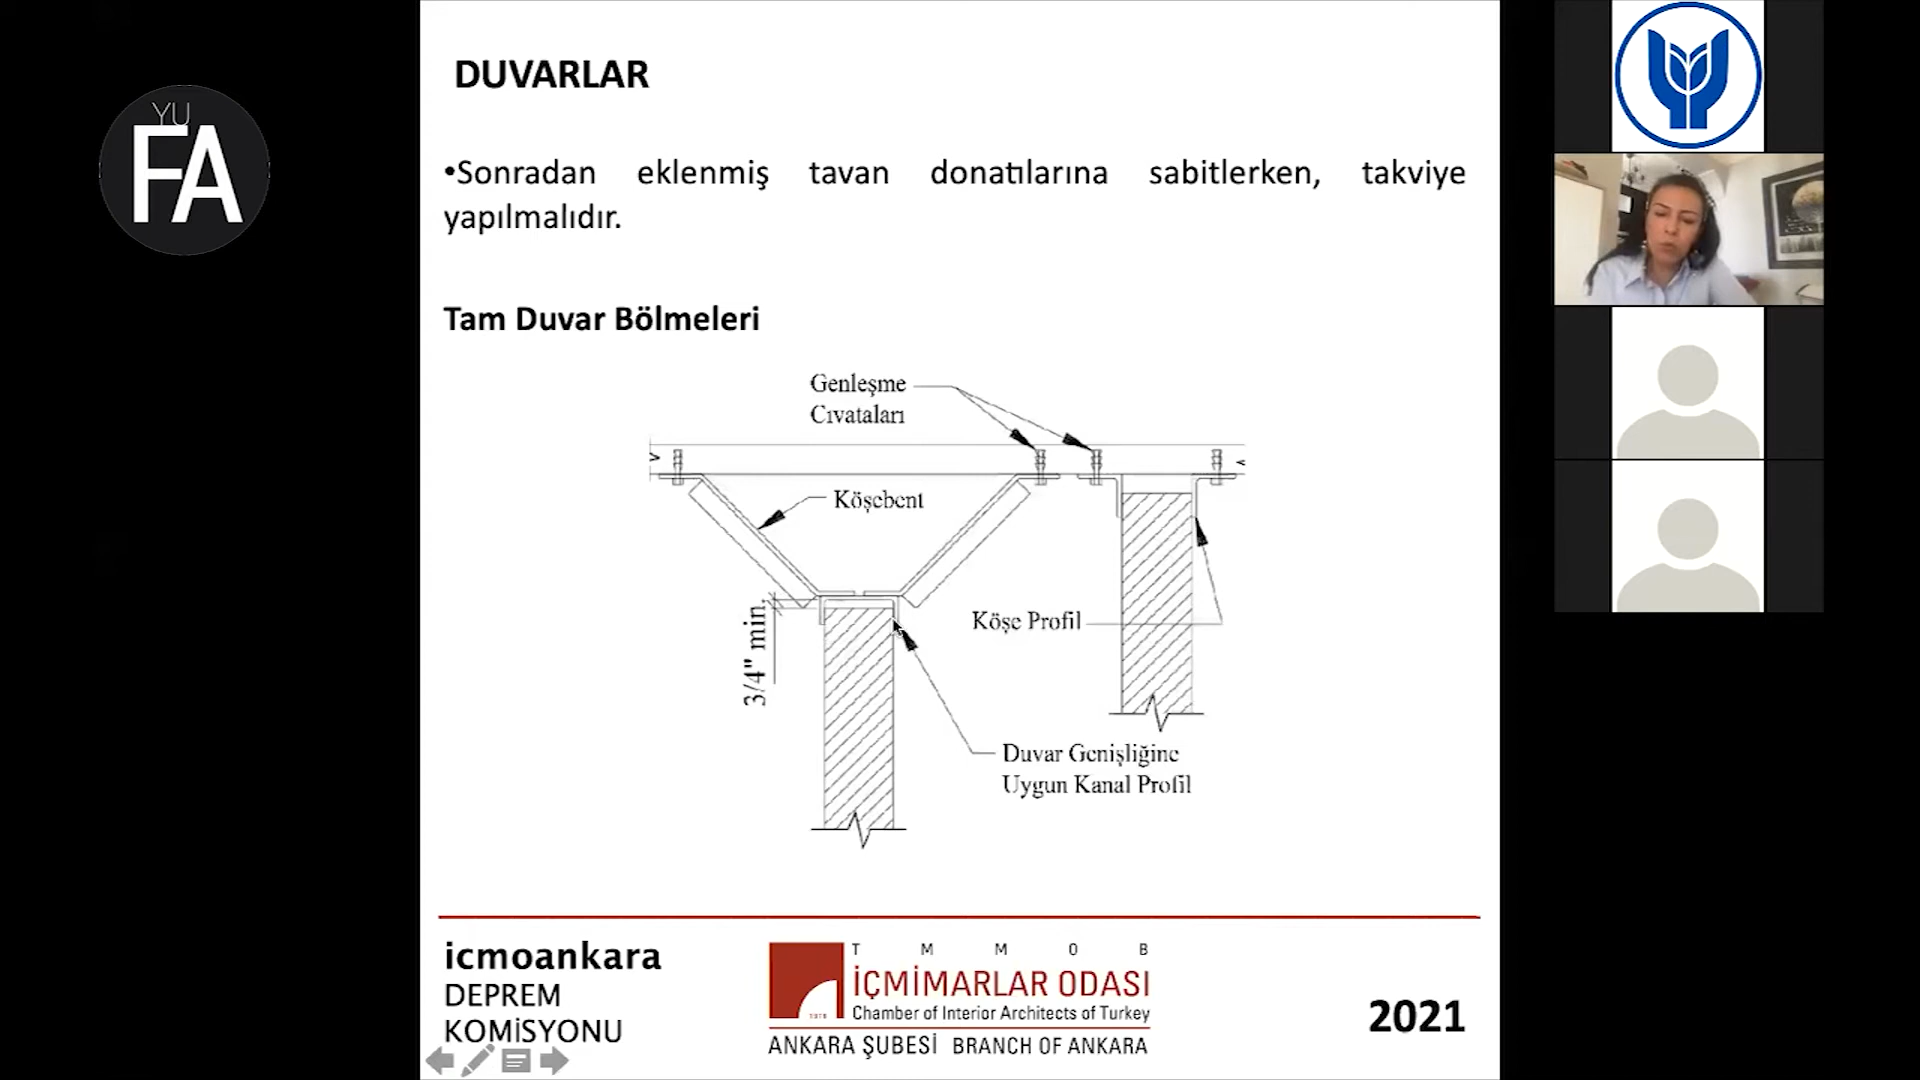 YU
FA
DUVARLAR
•Sonradan eklenmiş tavan donatılarına sabitlerken, takviye
yapılmalıdır.
Tam Duvar Bölmeleri
Genleşme
Cıvataları
Köşebent
3/4" min.
Köşe Profil
Duvar Genişliğine
Uygun Kanal Profil
icmoankara
DEPREM
KOMİSYONU
T M M O B
İÇMİMARLAR ODASI
Chamber of Interior Architects of Turkey
1976
ANKARA ŞUBESİ BRANCH OF ANKARA
2021